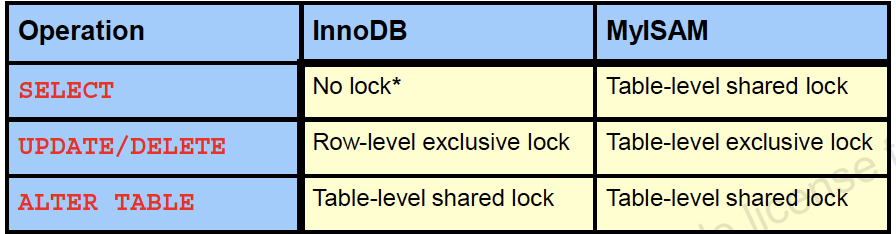 Operation InnoDB MyISAM
SELECT No lock* Table-level shared lock
UPDATE/DELETE Row-level exclusive lock Table-level exclusive lock
ALTER TABLE Table-level shared lock Table-level shared lock
license